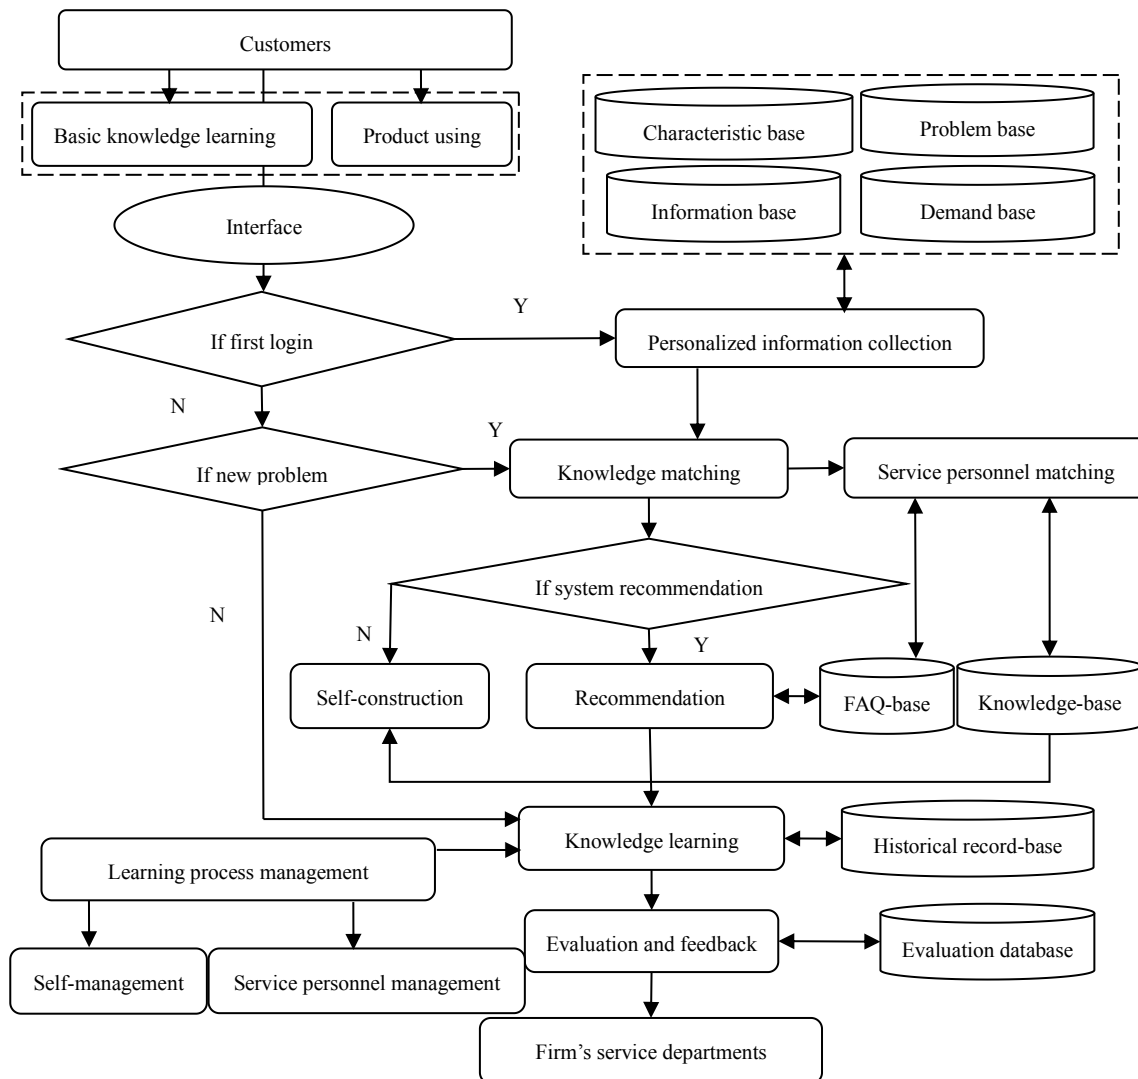 Customers
Basic knowledge learning
Product using
Characteristic base
Problem base
Information base
Demand base
Interface
Y
If first login
Personalized information collection
N
Y
If new problem
Knowledge matching
Service personnel matching
If system recommendation
N
N
Y
Self-construction
Recommendation
FAQ-base
Knowledge-base
Knowledge learning
Historical record-base
Learning process management
Evaluation and feedback
Evaluation database
Self-management
Service personnel management
Firm's service departments